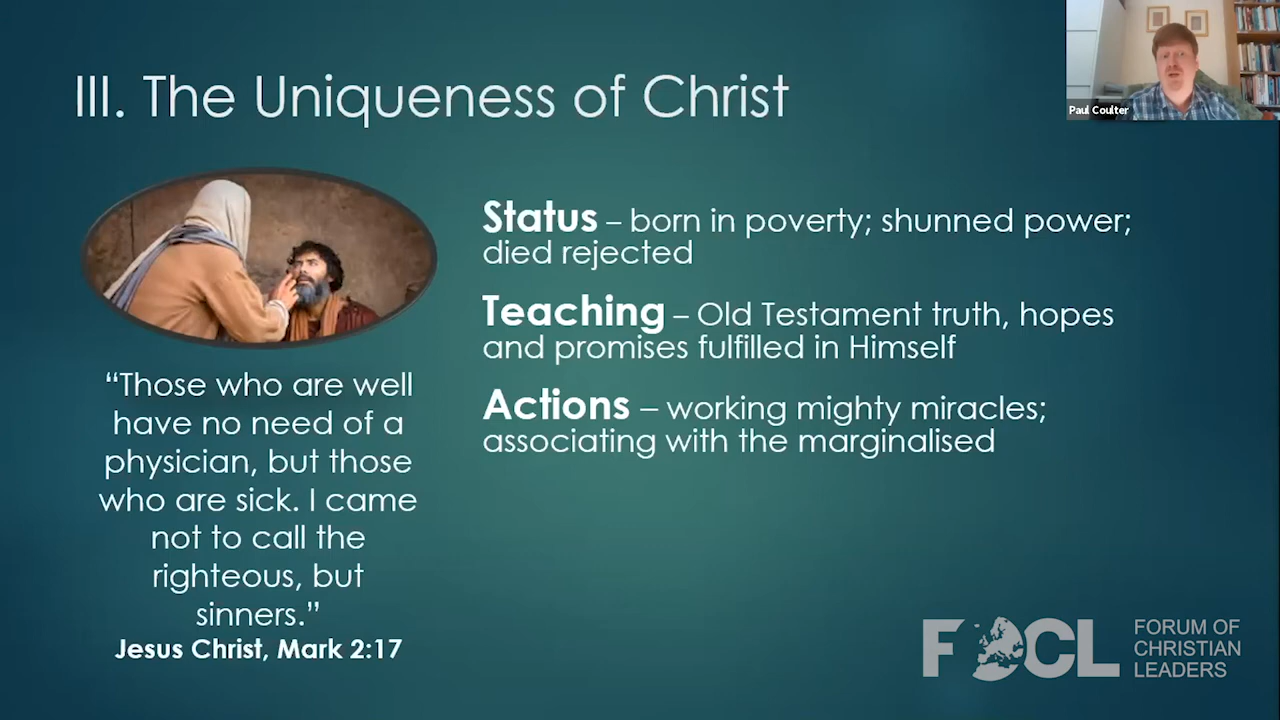 III. The Uniqueness of Christ
Paul Coulter
Status – born in poverty; shunned power;
died rejected
Teaching – Old Testament truth, hopes
and promises fulfilled in Himself
Actions – working mighty miracles;
associating with the marginalised
“Those who are well
have no need of a
physician, but those
who are sick. I came
not to call the
righteous, but
sinners.”
Jesus Christ, Mark 2:17
FOCL
FORUM OF
CHRISTIAN
LEADERS